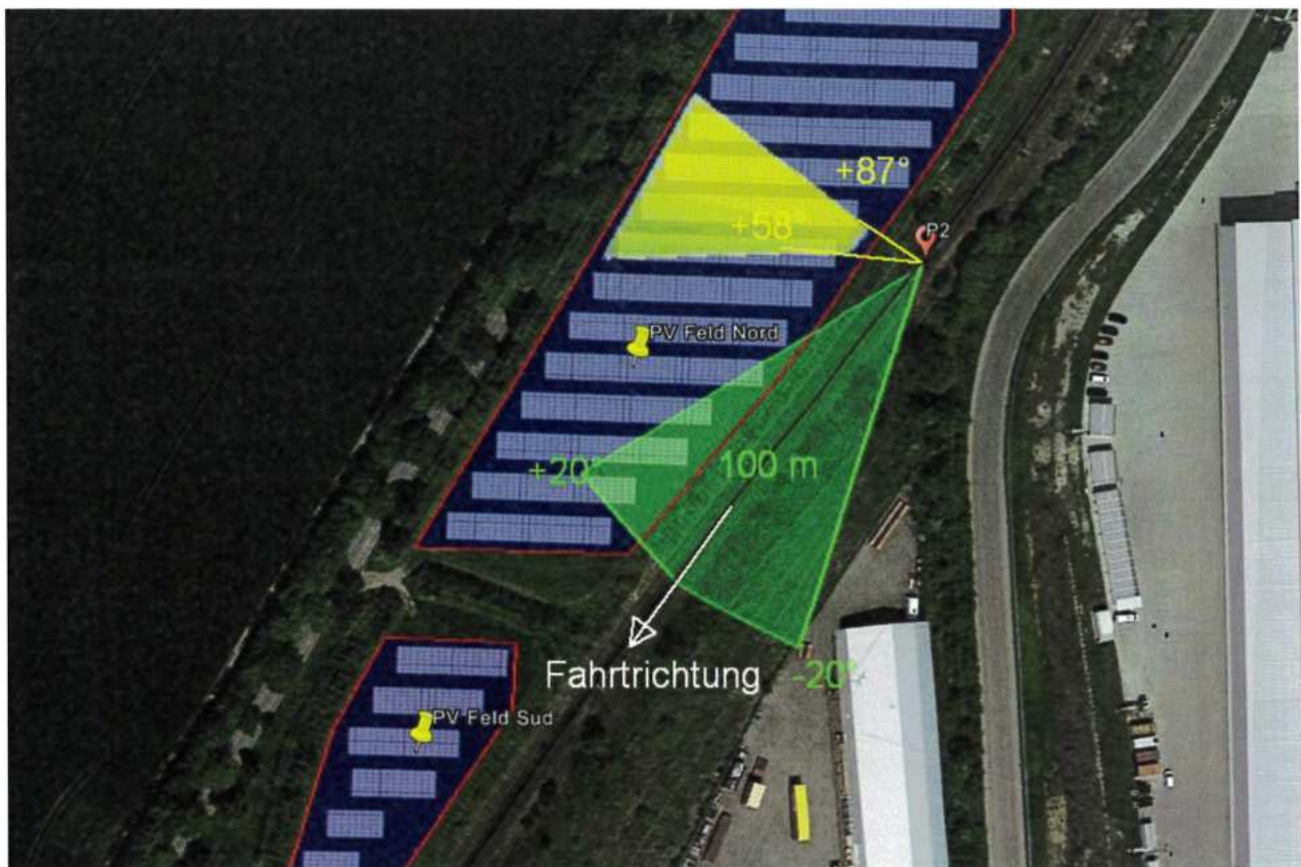 +87°
+58
P2
PV Feld Nord
+20°
100 m
Fahrtrichtung
-20°
PV Feld Sud